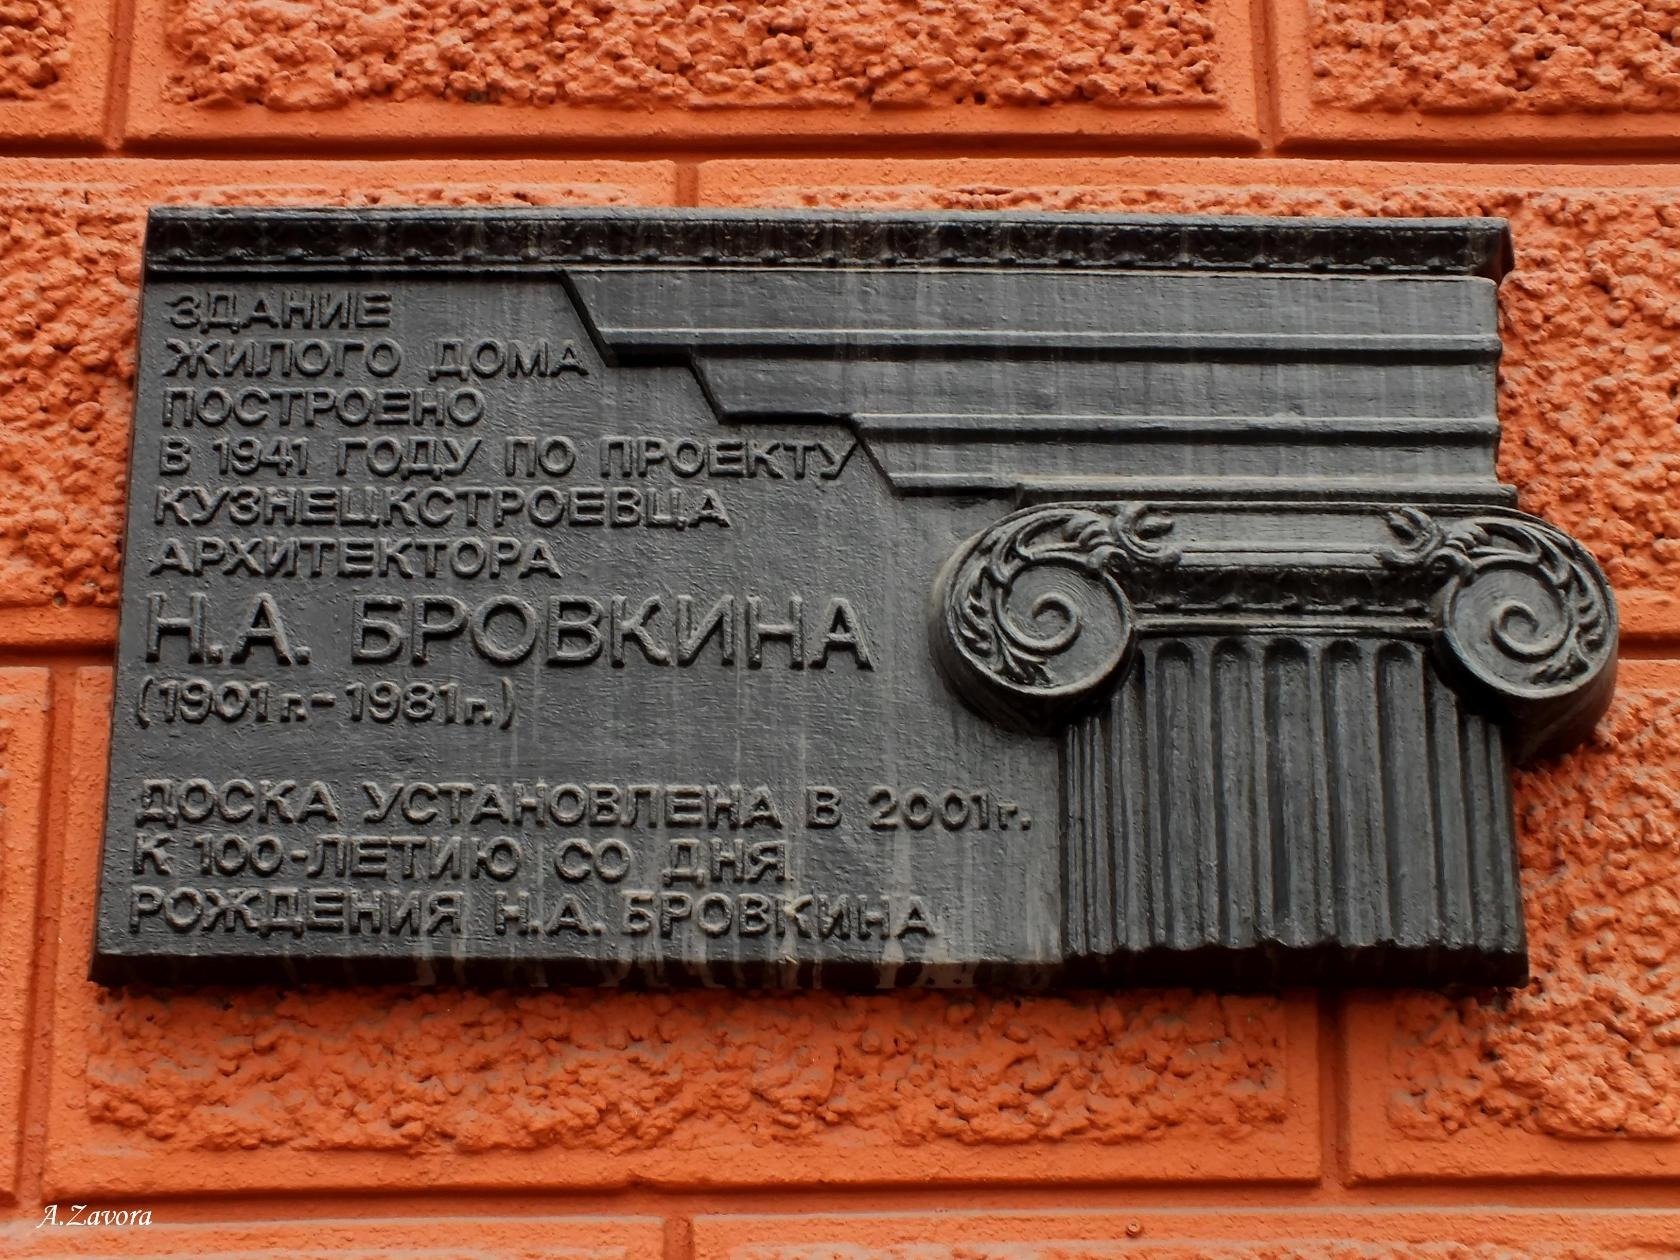 ЗДАНИЕ
ЖИЛОГО ДОМА
ПОСТРОЕНО
В 1941 ГОДУ ПО ПРОЕКТУ
КУЗНЕЦКСТРОЕВЦА
АРХИТЕКТОРА
Н.А. БРОВКИНА
(1901г.-1981г.)
ДОСКА УСТАНОВЛЕНА В 2001г.
К 100-ЛЕТИЮ СО ДНЯ
РОЖДЕНИЯ Н.А. БРОВКИНА
A.Zavora